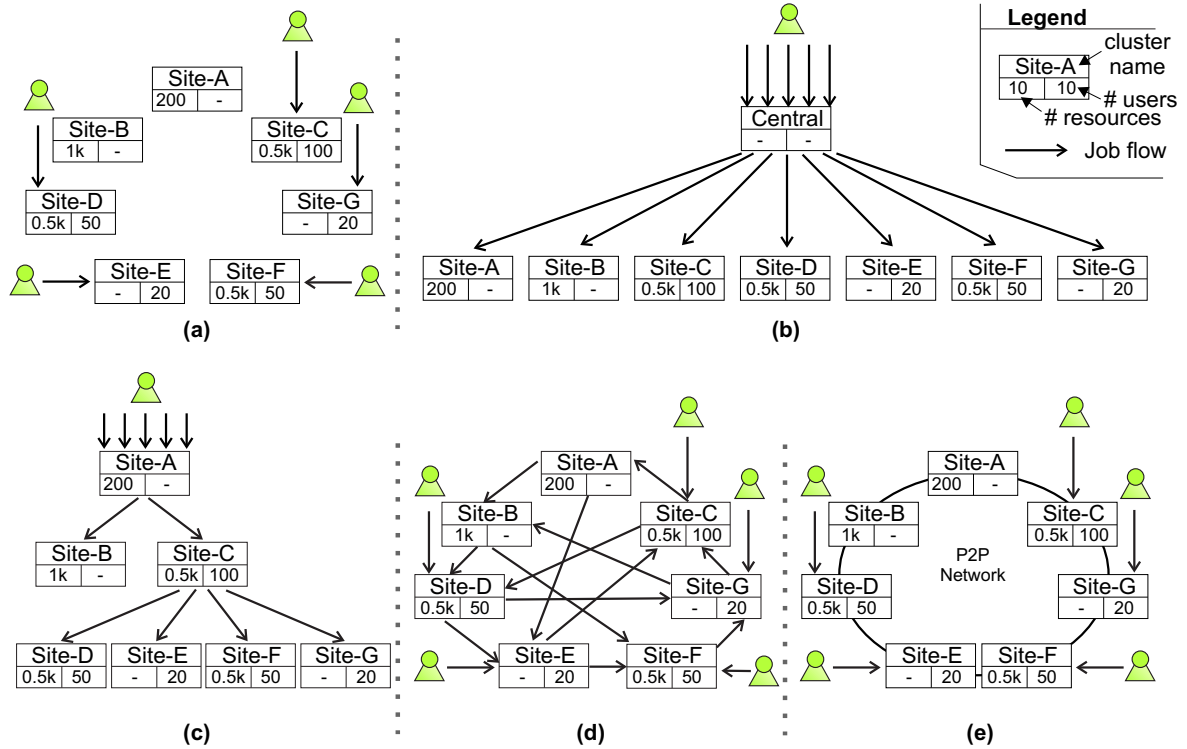 Site-A
200 -
Site-B
1k -
Site-C
0.5k 100
Site-D
0.5k 50
Site-G
- 20
Site-E
- 20
Site-F
0.5k 50
(a)
Central
- -
Site-A
200 -
Site-B
1k -
Site-C
0.5k 100
Site-D
0.5k 50
Site-E
- 20
Site-F
0.5k 50
Site-G
- 20
(b)
Legend
Site-A
10 10
cluster
name
# users
# resources
Job flow
Site-A
200 -
Site-B
1k -
Site-C
0.5k 100
Site-D
0.5k 50
Site-E
- 20
Site-F
0.5k 50
Site-G
- 20
(c)
Site-A
200 -
Site-B
1k -
Site-C
0.5k 100
Site-D
0.5k 50
Site-G
- 20
Site-E
- 20
Site-F
0.5k 50
(d)
Site-A
200 -
Site-B
1k -
Site-C
0.5k 100
P2P
Network
Site-D
0.5k 50
Site-G
- 20
Site-E
- 20
Site-F
0.5k 50
(e)